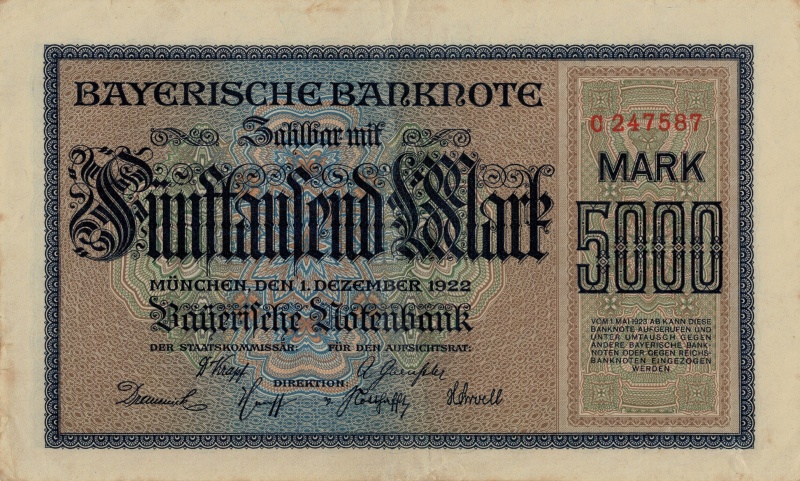 BAYERISCHE BANKNOTE
Zahlbar mit
Fünftausend Mark
MÜNCHEN, DEN 1. DEZEMBER 1922
Bayerische Notenbank
DER STAATSKOMMISSÄR: FÜR DEN AUFSICHTSRAT:
DIREKTION:
C 247587
MARK
5000
VOM 1. MAI 1923 AB KANN DIESE
BANKNOTE AUFGERUFEN UND
UNTER UMTAUSCH GEGEN
ANDERE BAYERISCHE BANK-
NOTEN ODER GEGEN REICHS-
BANKNOTEN EINGEZOGEN
WERDEN